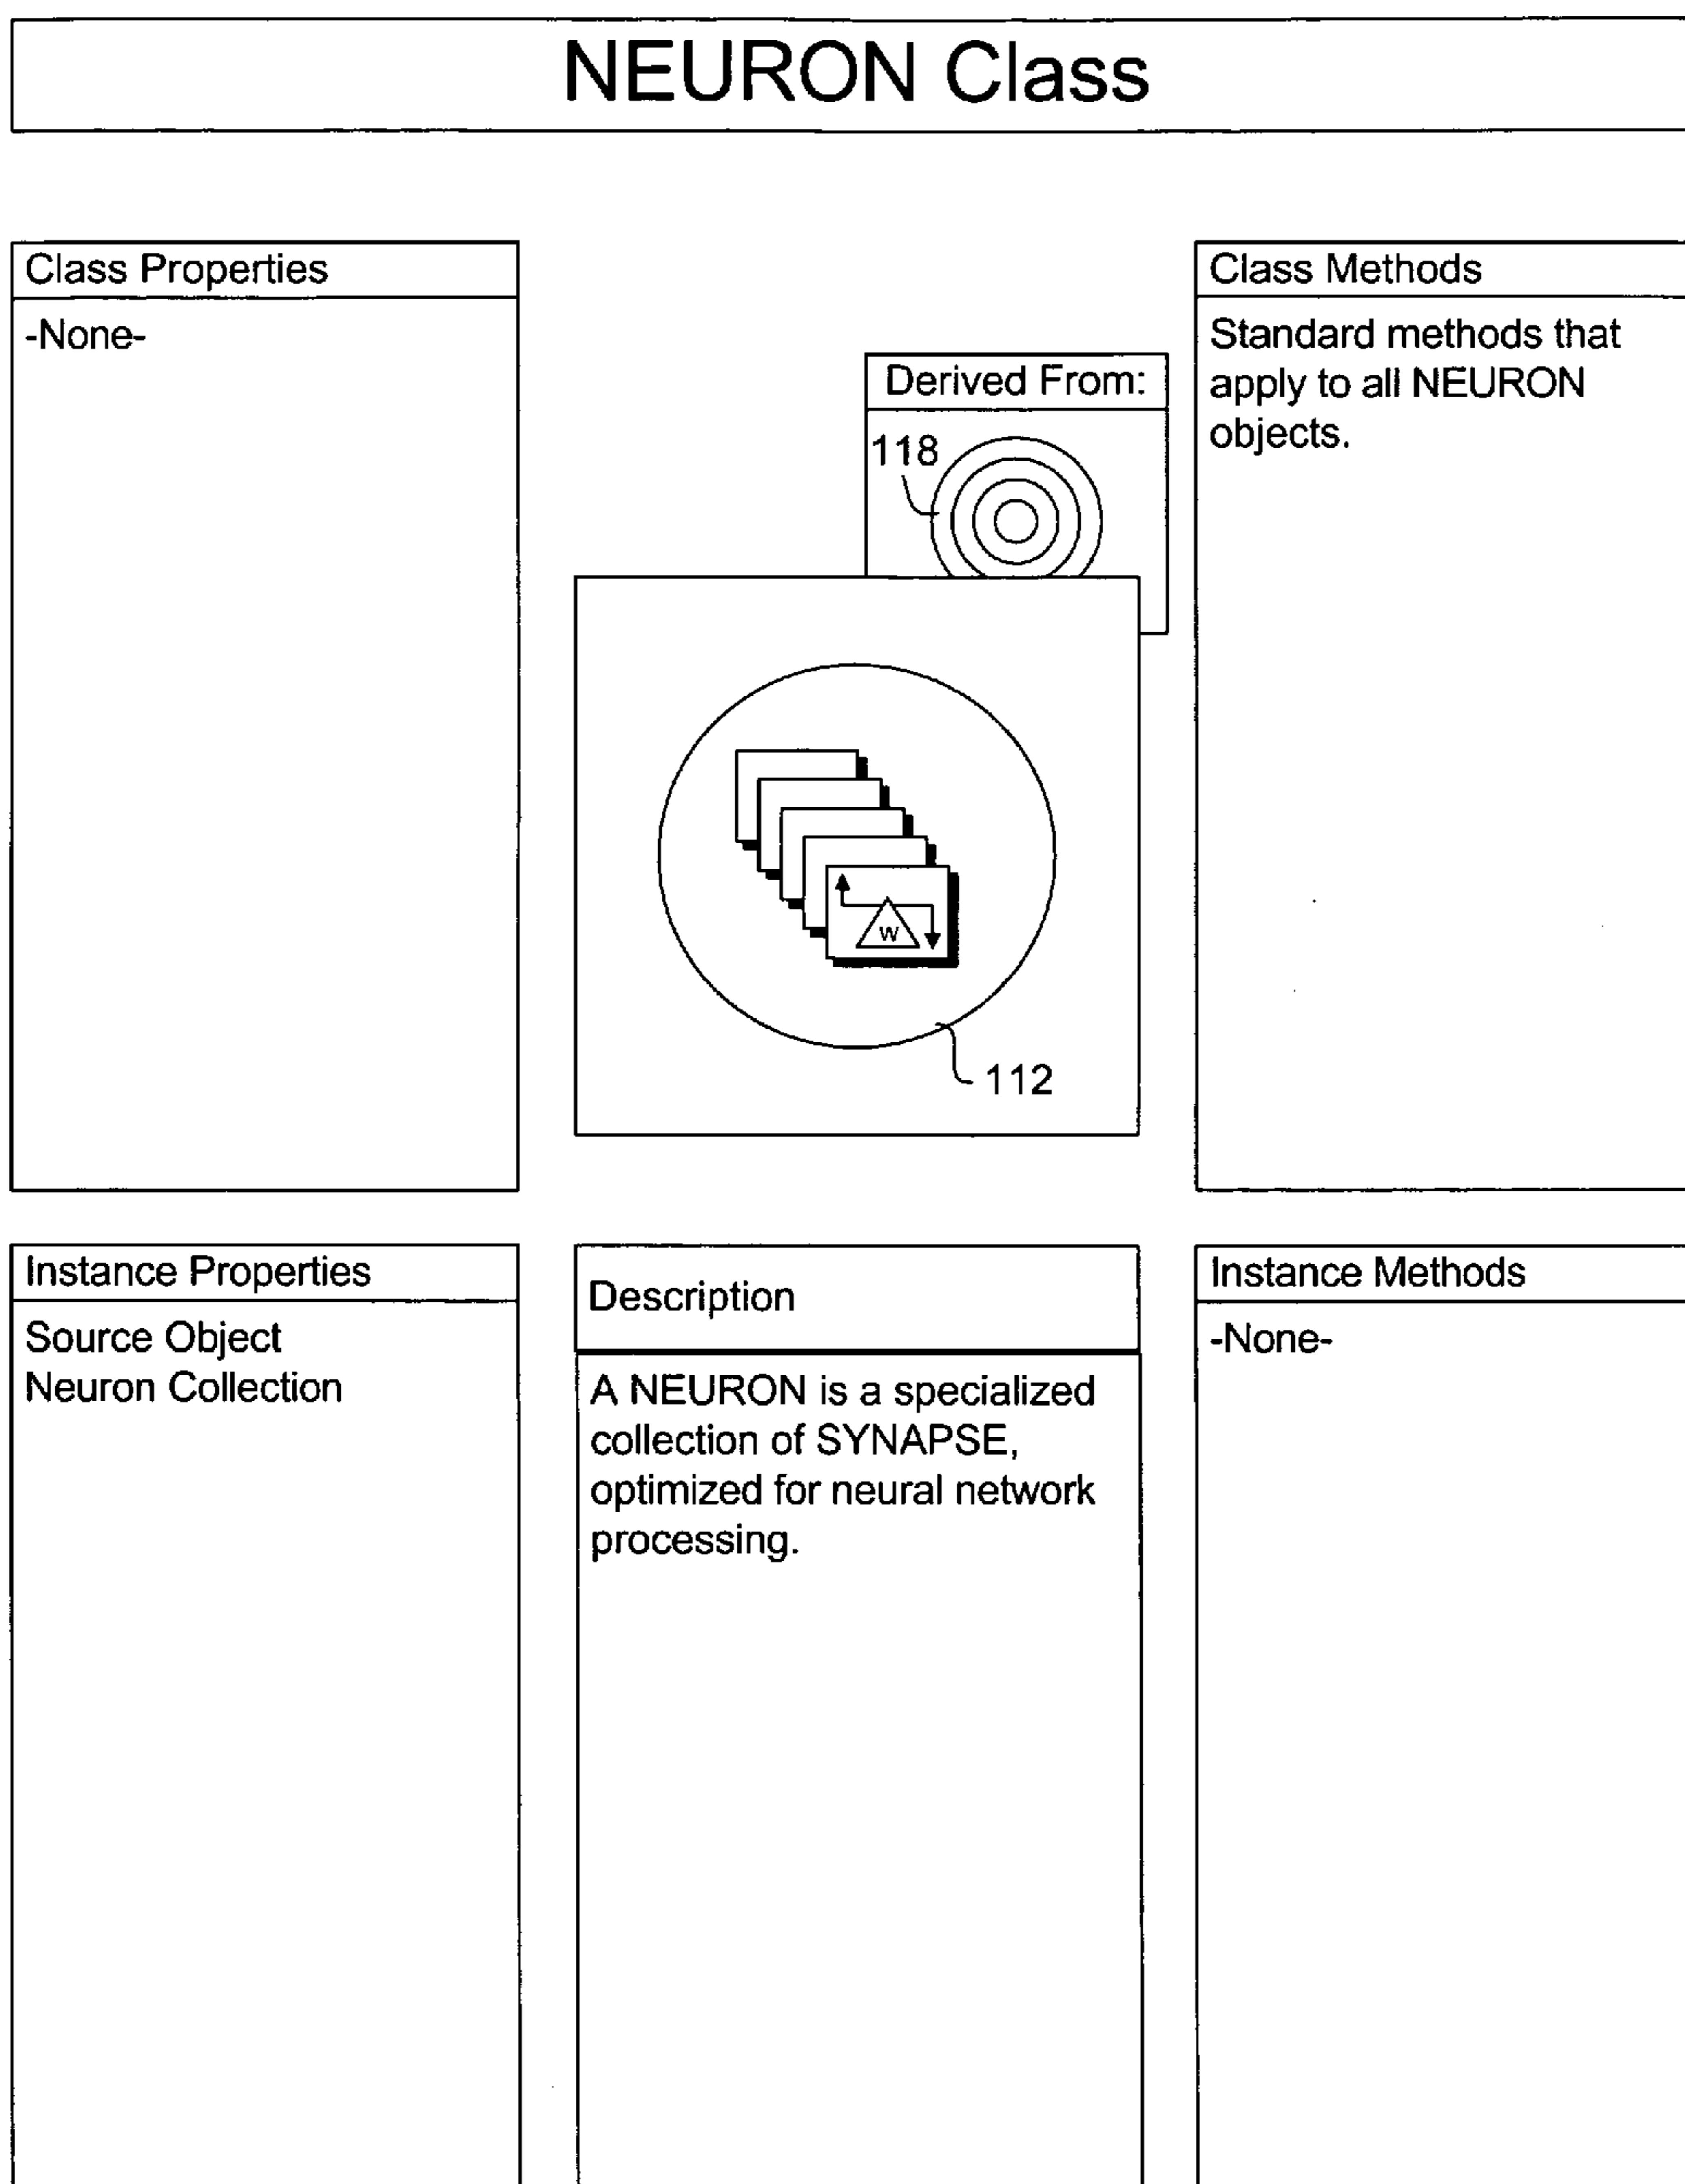 NEURON Class
Class Properties
-None-
Derived From:
118
Class Methods
Standard methods that
apply to all NEURON
objects.
W
112
Instance Properties
Source Object
Neuron Collection
Description
A NEURON is a specialized
collection of SYNAPSE,
optimized for neural network
processing.
Instance Methods
-None-